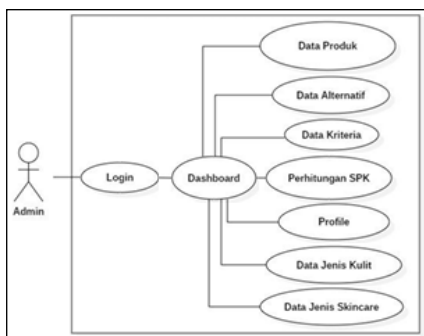 Data Produk
Data Alternatif
Data Kriteria
Login
Dashboard
Perhitungan SPK
Admin
Profile
Data Jenis Kulit
Data Jenis Skincare